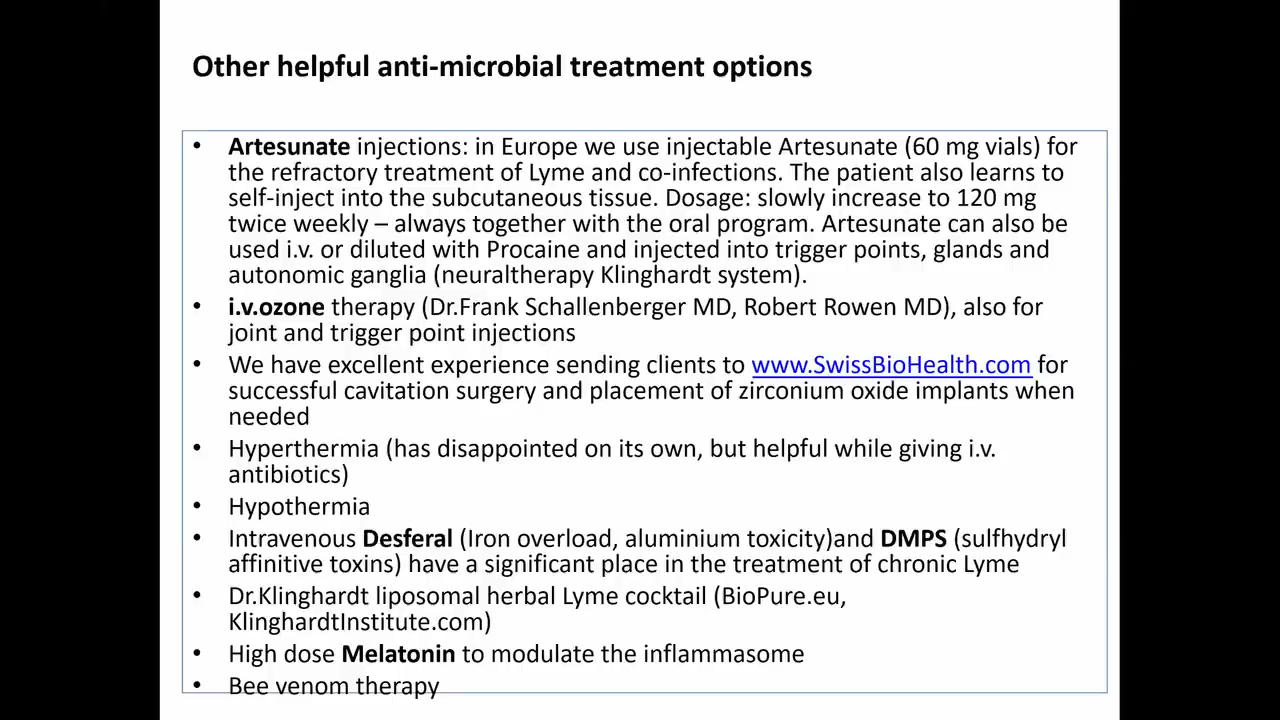 Other helpful anti-microbial treatment options
• Artesunate injections: in Europe we use injectable Artesunate (60 mg vials) for
the refractory treatment of Lyme and co-infections. The patient also learns to
self-inject into the subcutaneous tissue. Dosage: slowly increase to 120 mg
twice weekly – always together with the oral program. Artesunate can also be
used i.v. or diluted with Procaine and injected into trigger points, glands and
autonomic ganglia (neuraltherapy Klinghardt system).
• i.v.ozone therapy (Dr.Frank Schallenberger MD, Robert Rowen MD), also for
joint and trigger point injections
• We have excellent experience sending clients to www.SwissBioHealth.com for
successful cavitation surgery and placement of zirconium oxide implants when
needed
• Hyperthermia (has disappointed on its own, but helpful while giving i.v.
antibiotics)
• Hypothermia
• Intravenous Desferal (Iron overload, aluminium toxicity)and DMPS (sulfhydryl
affinitive toxins) have a significant place in the treatment of chronic Lyme
• Dr.Klinghardt liposomal herbal Lyme cocktail (BioPure.eu,
KlinghardtInstitute.com)
• High dose Melatonin to modulate the inflammasome
• Bee venom therapy